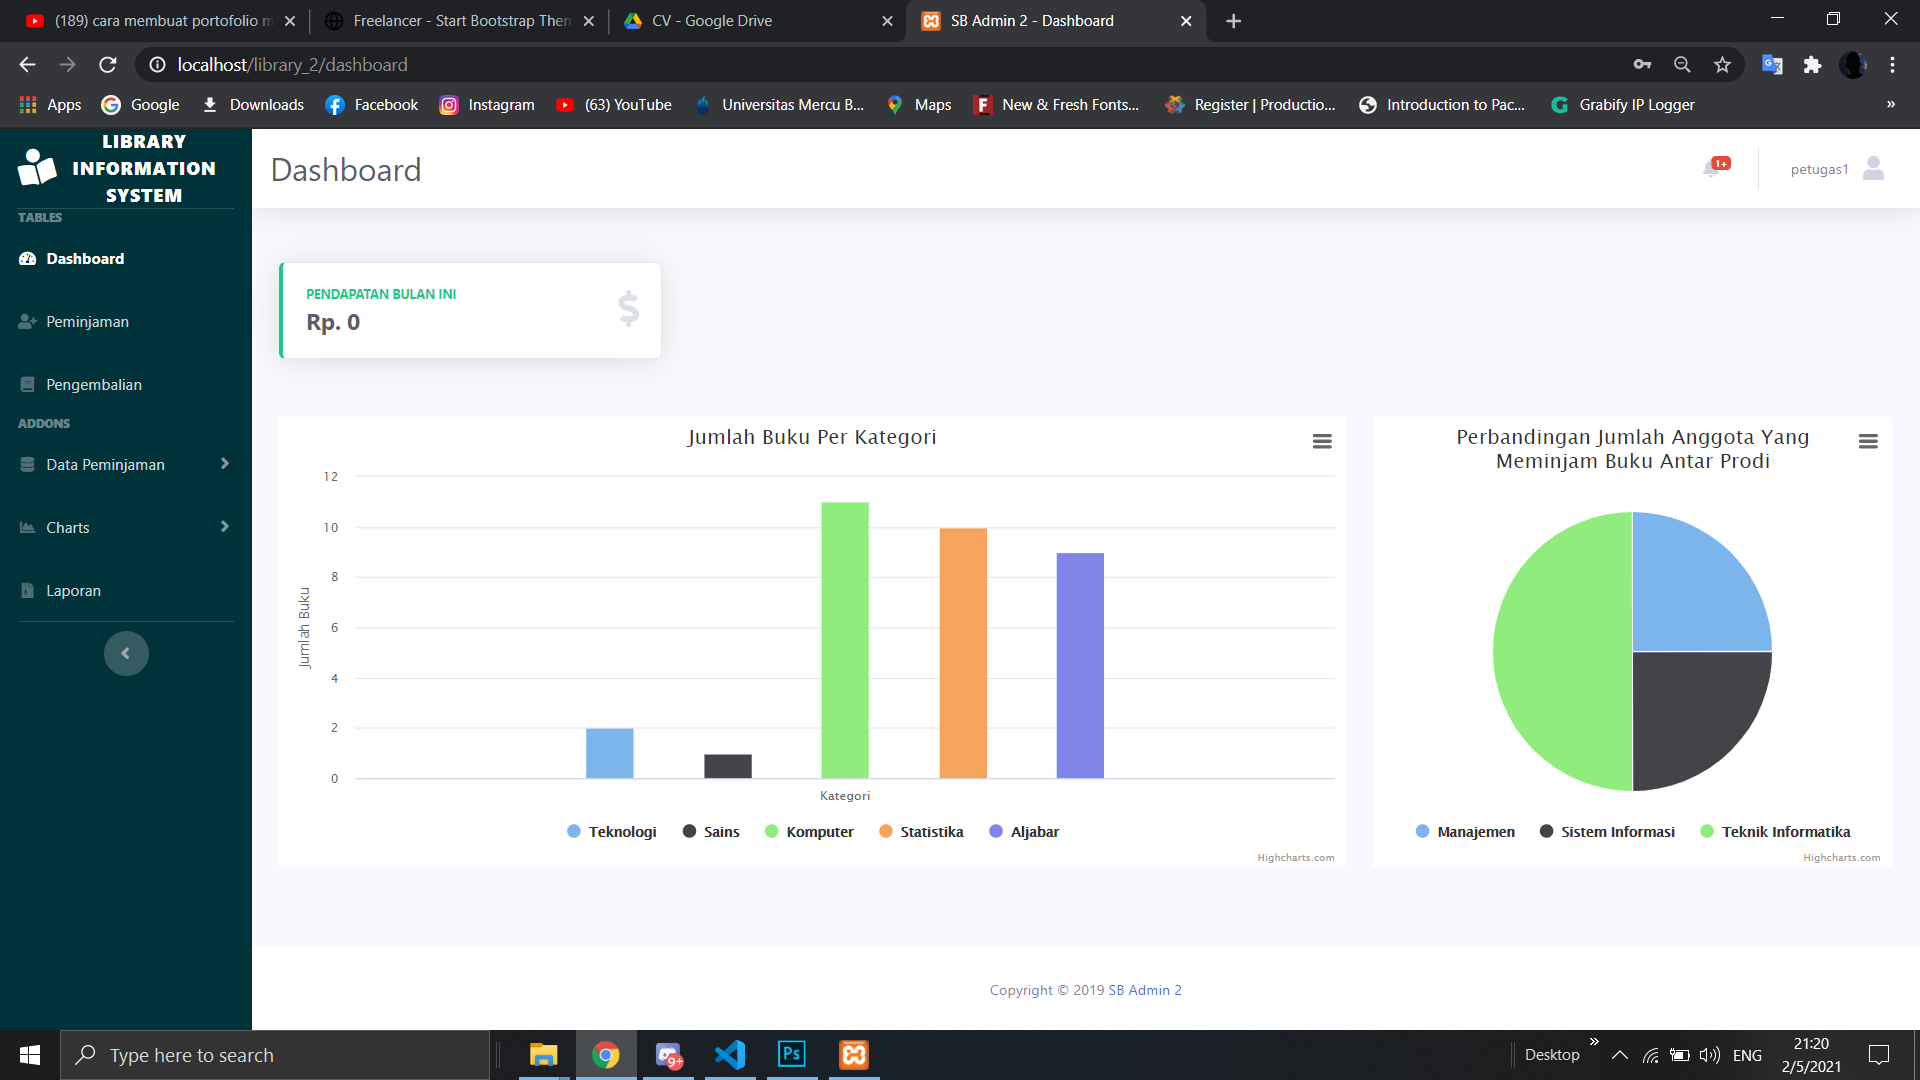 (189) cara membuat portofolio m
Freelancer - Start Bootstrap Them
CV - Google Drive
SB Admin 2 - Dashboard
localhost/library_2/dashboard
Apps
Google
Downloads
Facebook
Instagram
(63) YouTube
Universitas Mercu B...
Maps
New & Fresh Fonts...
Register | Productio...
Introduction to Pac...
Grabify IP Logger
»
LIBRARY
INFORMATION
SYSTEM
TABLES
Dashboard
Peminjaman
Pengembalian
ADDONS
Data Peminjaman
Charts
Laporan
Dashboard
1+
petugas1
PENDAPATAN BULAN INI
Rp. 0
$
Jumlah Buku Per Kategori
12
10
8
6
4
2
0
Jumlah Buku
Kategori
Teknologi
Sains
Komputer
Statistika
Aljabar
Highcharts.com
Perbandingan Jumlah Anggota Yang
Meminjam Buku Antar Prodi
Manajemen
Sistem Informasi
Teknik Informatika
Highcharts.com
Copyright © 2019 SB Admin 2
Type here to search
9+
Ps
Desktop
»
ENG
21:20
2/5/2021